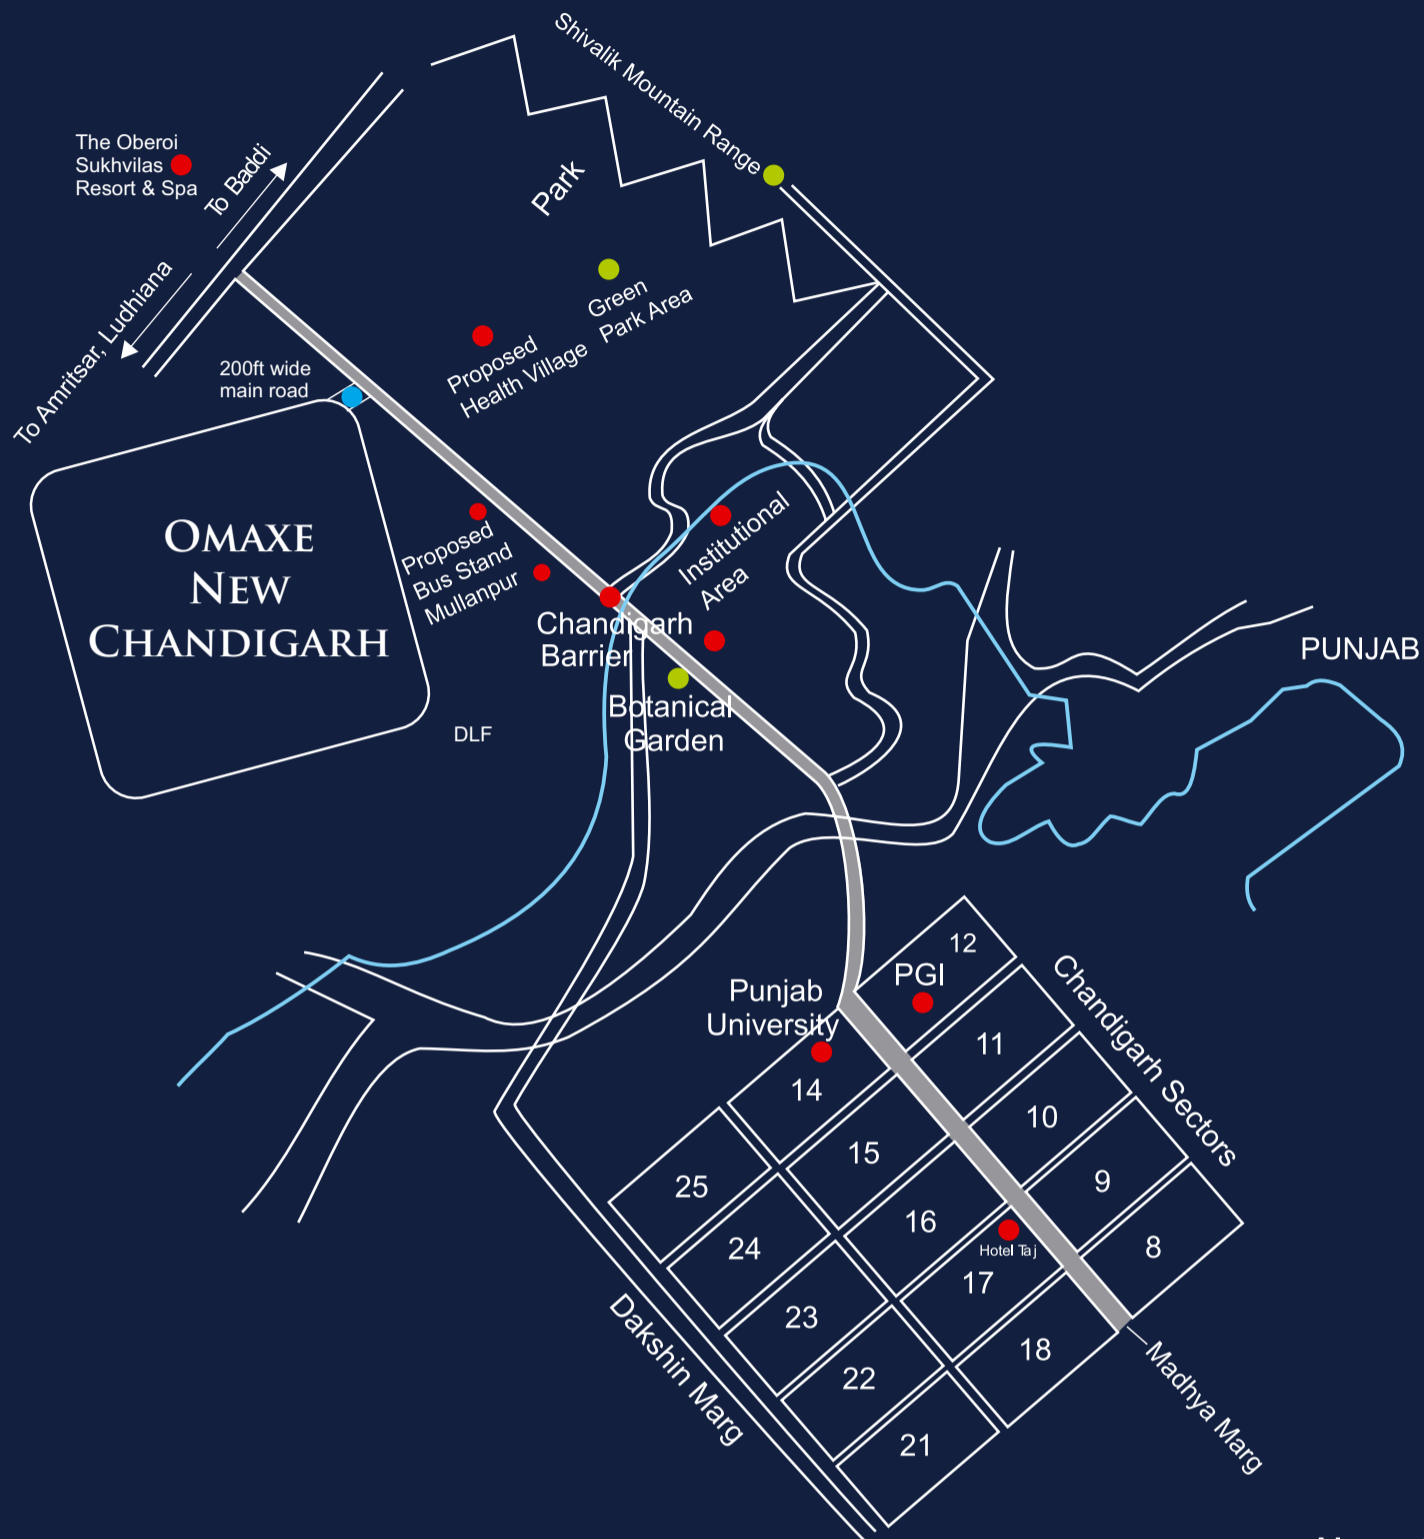 Shivalik Mountain Range
The Oberoi
Sukhvilas
Resort & Spa
To Baddi
Park
To Amritsar, Ludhiana
Green
Park Area
Proposed
Health Village
200ft wide
main road
OMAXE
NEW
CHANDIGARH
Proposed
Bus Stand
Mullanpur
Institutional
Area
Chandigarh
Barrier
PUNJAB
Botanical
Garden
DLF
12
PGI
Chandigarh Sectors
Punjab
University
11
14
10
15
9
25
16
8
24
Hotel Taj
17
23
18
22
21
Dakshin Marg
Madhya Marg